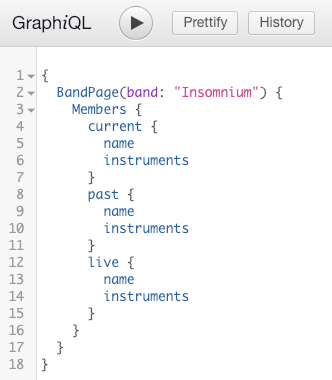 GraphiQL Prettify History
1 {
2 BandPage(band: "Insomnium") {
3 Members {
4 current {
5 name
6 instruments
7 }
8 past {
9 name
10 instruments
11 }
12 live {
13 name
14 instruments
15 }
16 }
17 }
18 }